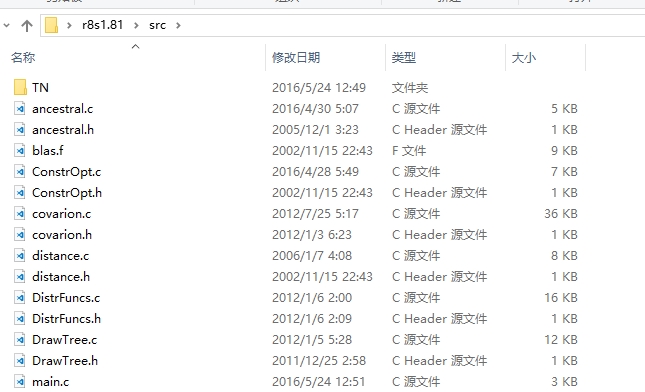 r8s1.81 > src >
名称 修改日期 类型 大小
TN 2016/5/24 12:49 文件夹
ancestral.c 2016/4/30 5:07 C 源文件 5 KB
ancestral.h 2005/12/1 3:23 C Header 源文件 1 KB
blas.f 2002/11/15 22:43 F 文件 9 KB
ConstrOpt.c 2016/4/28 5:49 C 源文件 7 KB
ConstrOpt.h 2002/11/15 22:43 C Header 源文件 1 KB
covarion.c 2012/7/25 5:17 C 源文件 36 KB
covarion.h 2012/1/3 6:23 C Header 源文件 1 KB
distance.c 2006/1/7 4:08 C 源文件 8 KB
distance.h 2002/11/15 22:43 C Header 源文件 1 KB
DistrFuncs.c 2012/1/6 2:00 C 源文件 16 KB
DistrFuncs.h 2012/1/6 2:09 C Header 源文件 1 KB
DrawTree.c 2012/1/5 5:28 C 源文件 12 KB
DrawTree.h 2011/12/25 2:58 C Header 源文件 1 KB
main.c 2016/5/24 12:51 C 源文件 3 KB